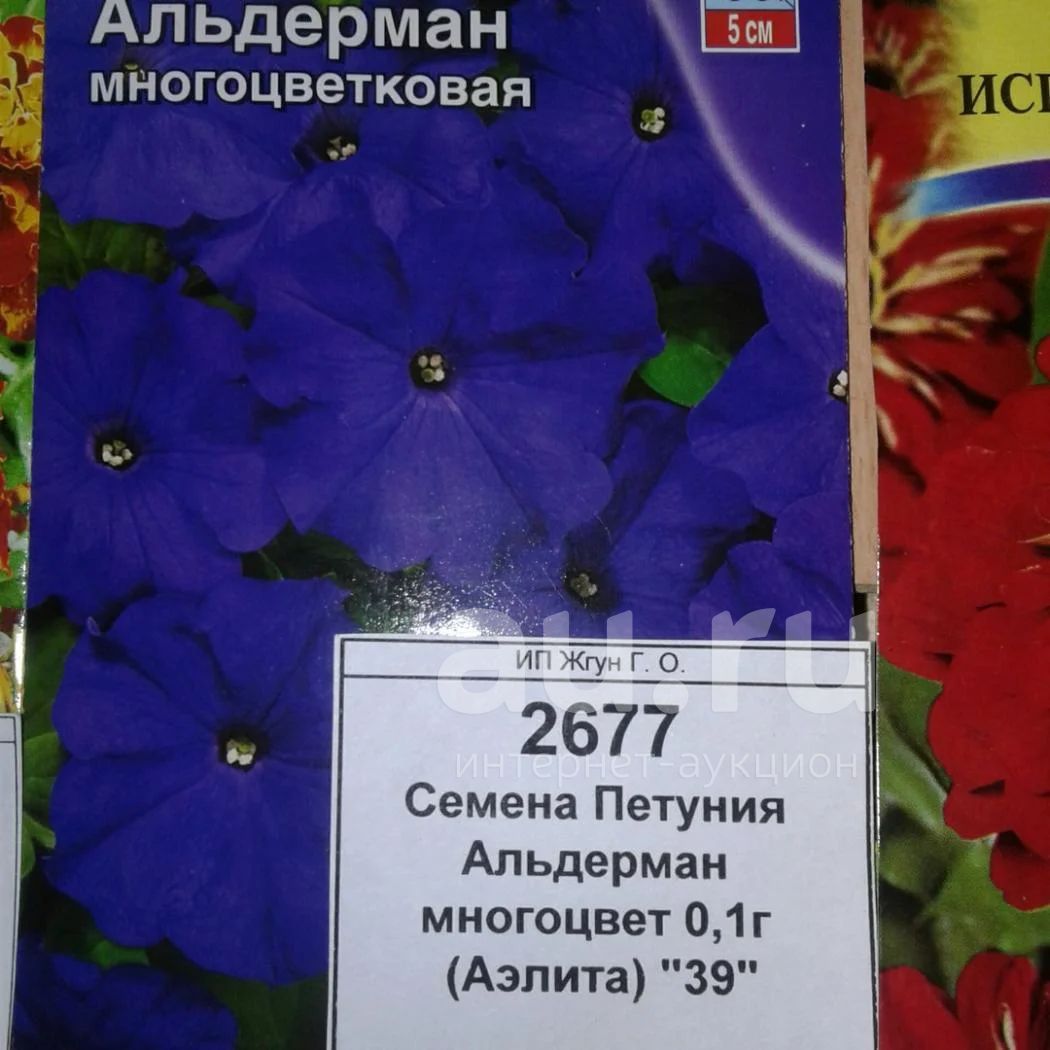 Альдерман
многоцветковая
5 см
ИП Жгун Г. О.
2677
Семена Петуния
Альдерман
многоцвет 0,1г
(Аэлита) "39"
au.ru
интернет-аукцион